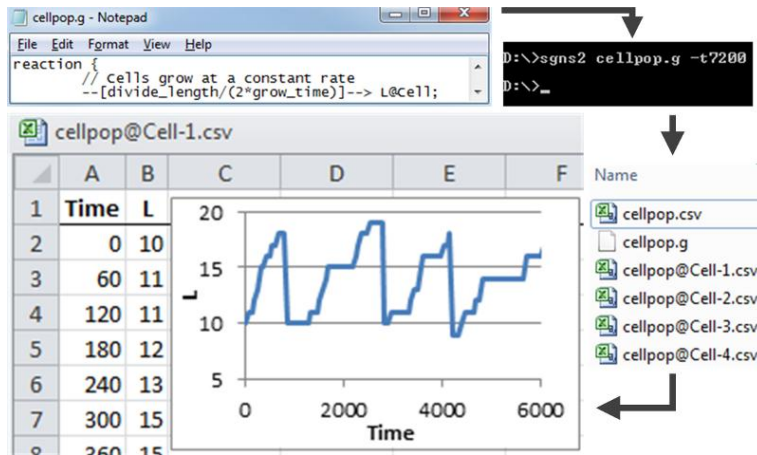 cellpop.g - Notepad
File Edit Format View Help
reaction {
// Cells grow at a constant rate
--[divide_length/(2*grow_time)]--> L@Cell;
D:\>sgns2 cellpop.g -t7200
D:\>_
Name
cellpop.csv
cellpop.g
cellpop@Cell-1.csv
cellpop@Cell-2.csv
cellpop@Cell-3.csv
cellpop@Cell-4.csv
cellpop@Cell-1.csv
A B C D E F
1 Time L
2 0 10
3 60 11
4 120 11
5 180 12
6 240 13
7 300 15
8 360 15
20
15
10
5
L
0 2000 4000 6000
Time